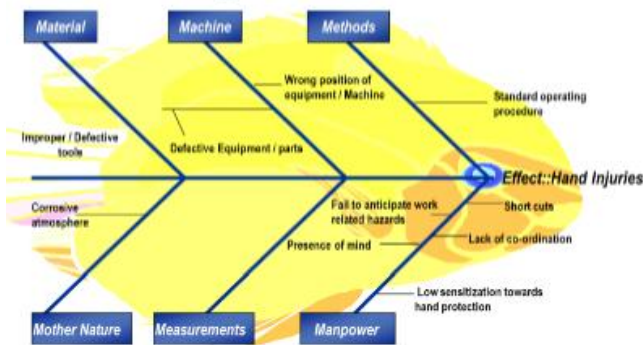 Material
Machine
Methods
Wrong position of
equipment / Machine
Standard operating
procedure
Improper / Defective
toole
Defective Equipment / parts
Effect::Hand Injuries
Corrosive
atmosphere
Fail to anticipate work
related hazards
Short cuts
Presence of mind
Lack of co-ordination
Low sensitization towards
hand protection
Mother Nature
Measurements
Manpower